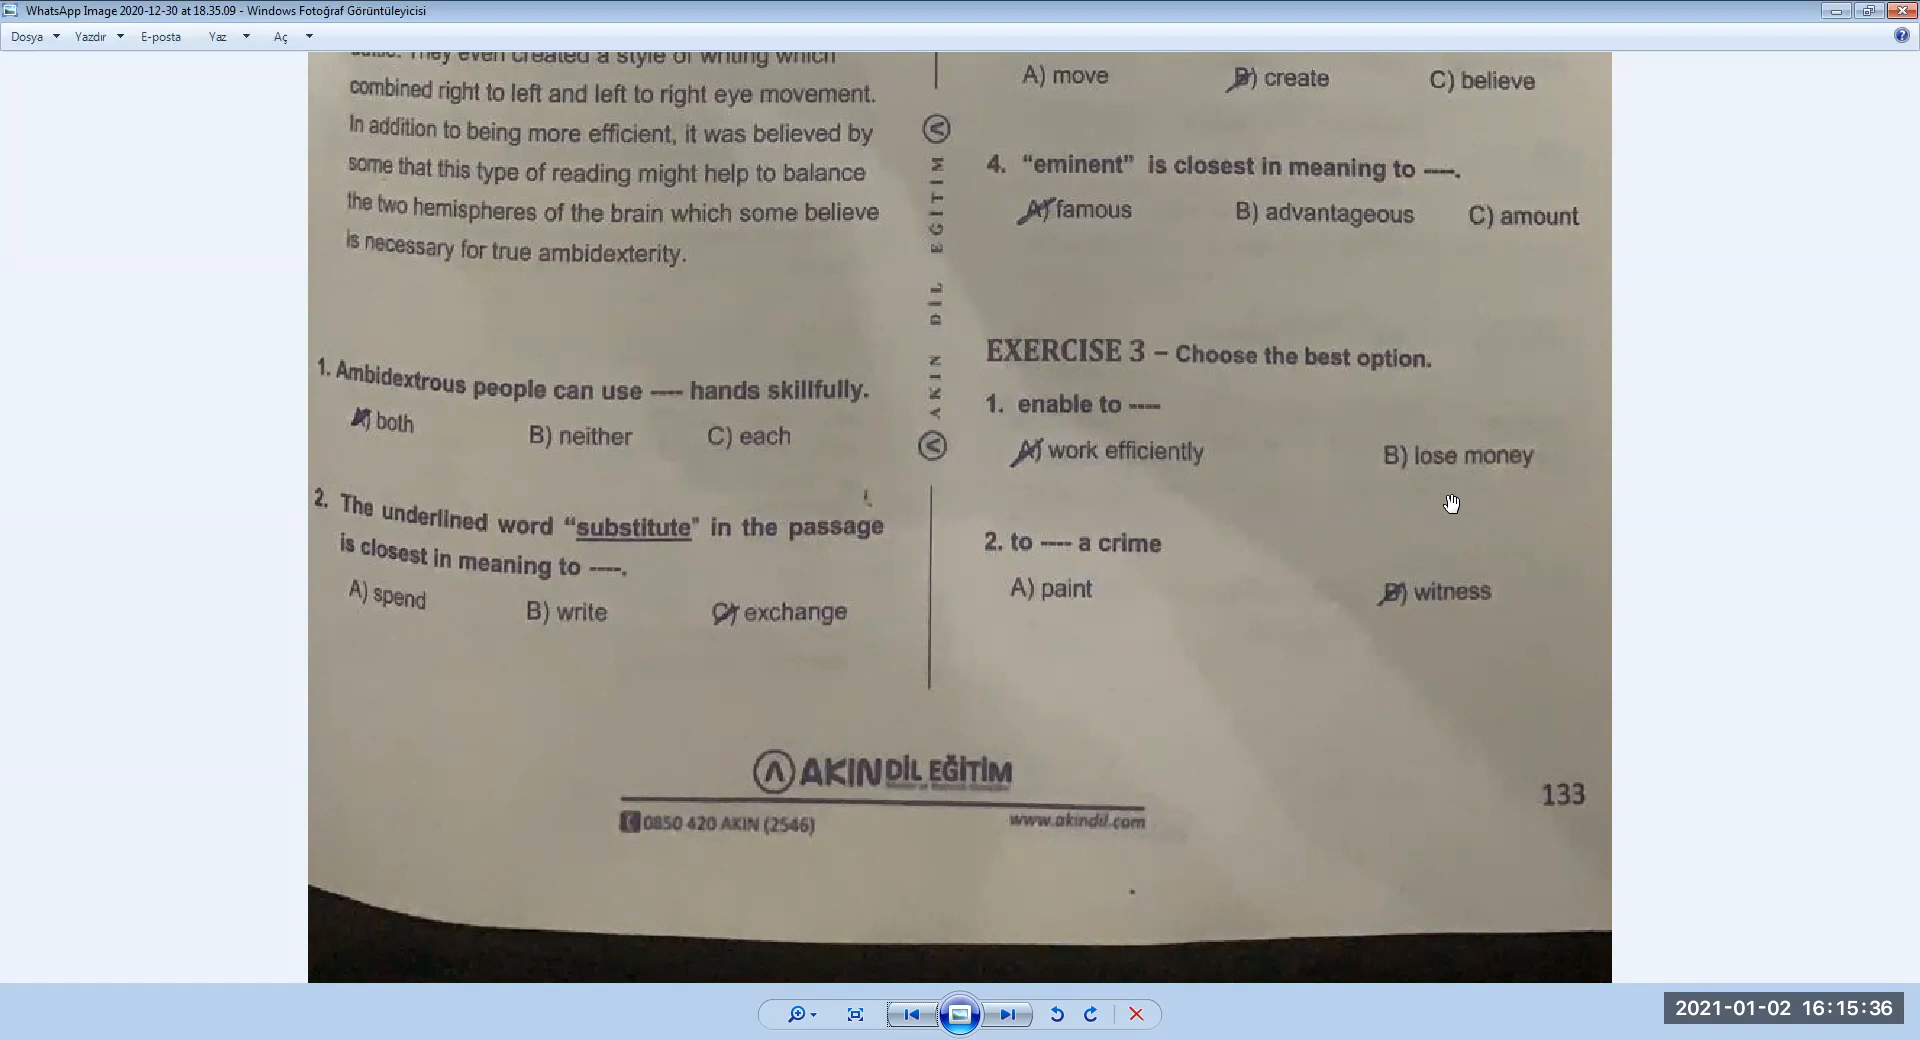 WhatsApp Image 2020-12-30 at 18.35.09 - Windows Fotoğraf Görüntüleyicisi
Dosya Yazdır E-posta Yaz Aç
They even created a style of writing which
combined right to left and left to right eye movement.
In addition to being more efficient, it was believed by
some that this type of reading might help to balance
the two hemispheres of the brain which some believe
is necessary for true ambidexterity.
1. Ambidextrous people can use ---- hands skillfully.
A) both B) neither C) each
2. The underlined word “substitute” in the passage
is closest in meaning to ----.
A) spend B) write C) exchange
AKIN DİL EĞİTİM
A) move B) create C) believe
4. “eminent” is closest in meaning to ----.
A) famous B) advantageous C) amount
EXERCISE 3 – Choose the best option.
1. enable to ----
A) work efficiently B) lose money
2. to ---- a crime
A) paint B) witness
AKIN DİL EĞİTİM
0850 420 AKIN (2546) www.akindil.com
133
2021-01-02 16:15:36